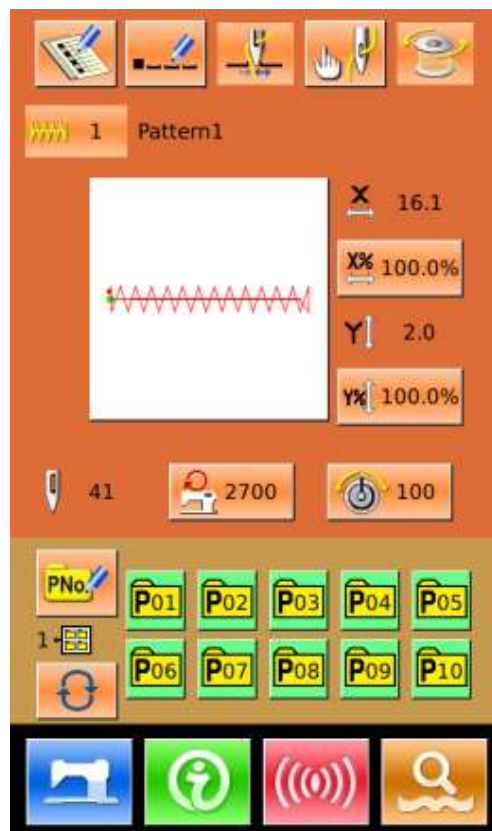 1 Pattern1
X 16.1
X% 100.0%
Y 2.0
Y% 100.0%
41 2700 100
PNo.
P01 P02 P03 P04 P05
1
P06 P07 P08 P09 P10